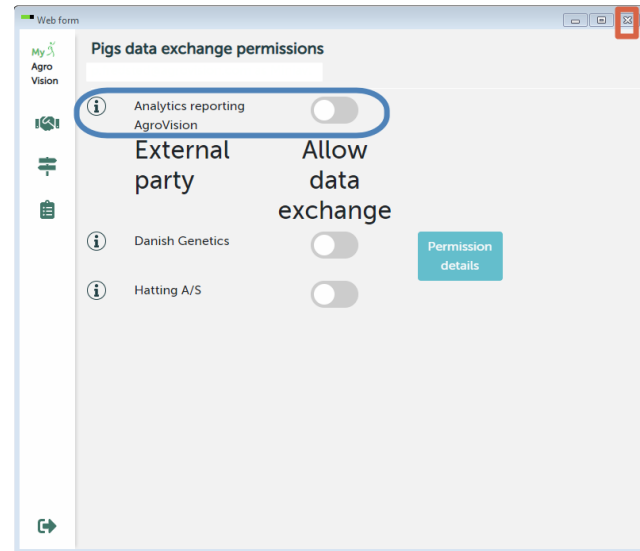 Web form
My
Agro
Vision
Pigs data exchange permissions
Analytics reporting
AgroVision
External
party
Allow
data
exchange
Danish Genetics
Permission
details
Hatting A/S